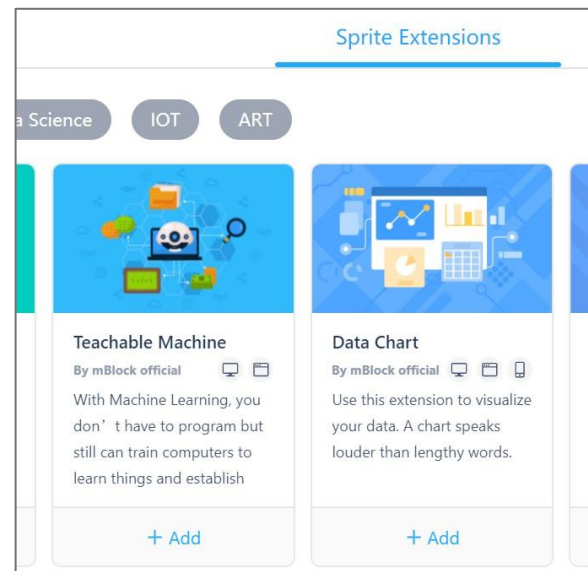 Sprite Extensions
a Science
IOT
ART
Teachable Machine
By mBlock official
With Machine Learning, you
don’t have to program but
still can train computers to
learn things and establish
+ Add
Data Chart
By mBlock official
Use this extension to visualize
your data. A chart speaks
louder than lengthy words.
+ Add